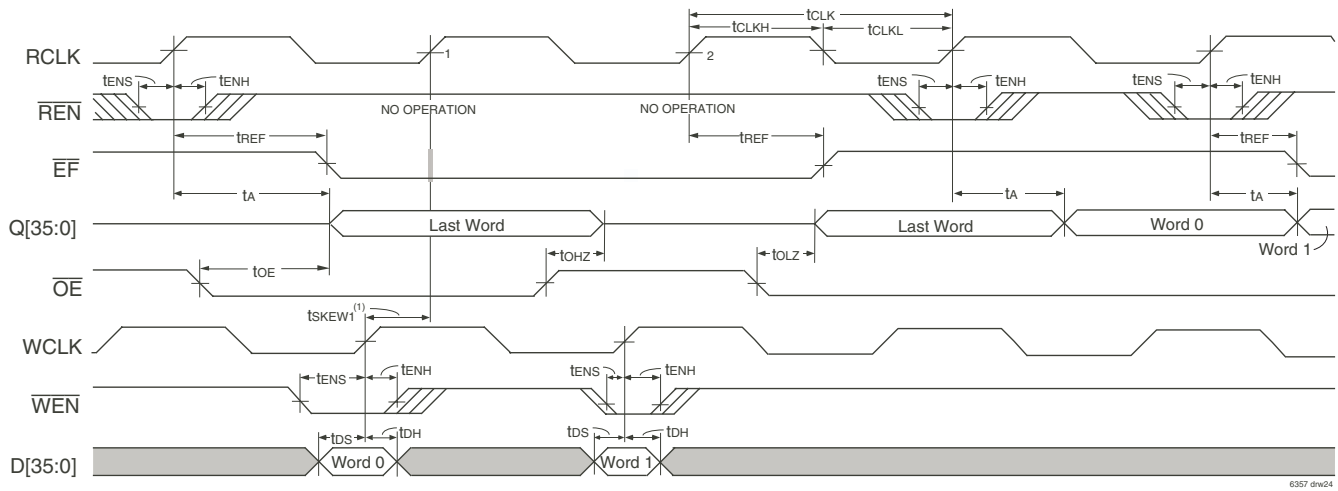 tCLK
tCLKH
tCLKL
RCLK
1
2
tENS
tENH
tENS
tENH
tENS
tENH
REN
NO OPERATION
NO OPERATION
tREF
tREF
tREF
EF
tA
tA
tA
Q[35:0]
Last Word
Last Word
Word 0
Word 1
tOHZ
tOLZ
tOE
OE
tSKEW1(1)
WCLK
tENS
tENH
tENS
tENH
WEN
tDS
tDH
tDS
tDH
D[35:0]
Word 0
Word 1
6357 drw24